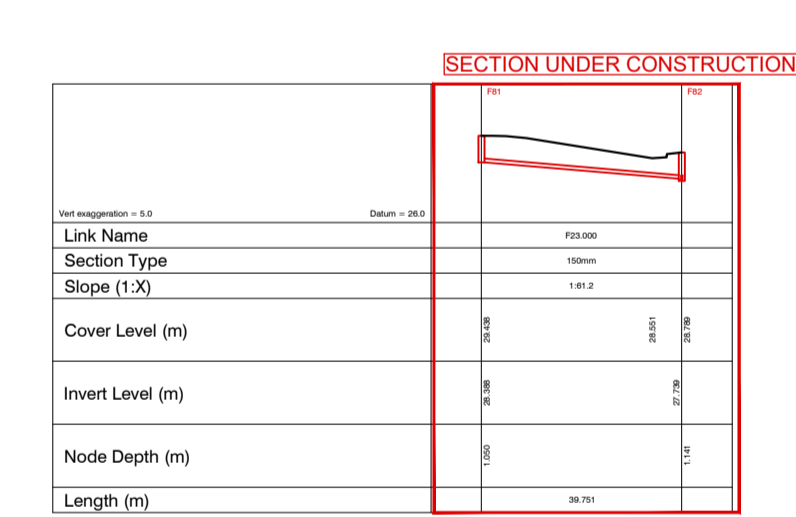 SECTION UNDER CONSTRUCTION
F81 F82
Vert exaggeration = 5.0 Datum = 26.0
Link Name F23.000
Section Type 150mm
Slope (1:X) 1:61.2
Cover Level (m) 29.438 28.551 28.789
Invert Level (m) 28.388 27.739
Node Depth (m) 1.050 1.141
Length (m) 39.751